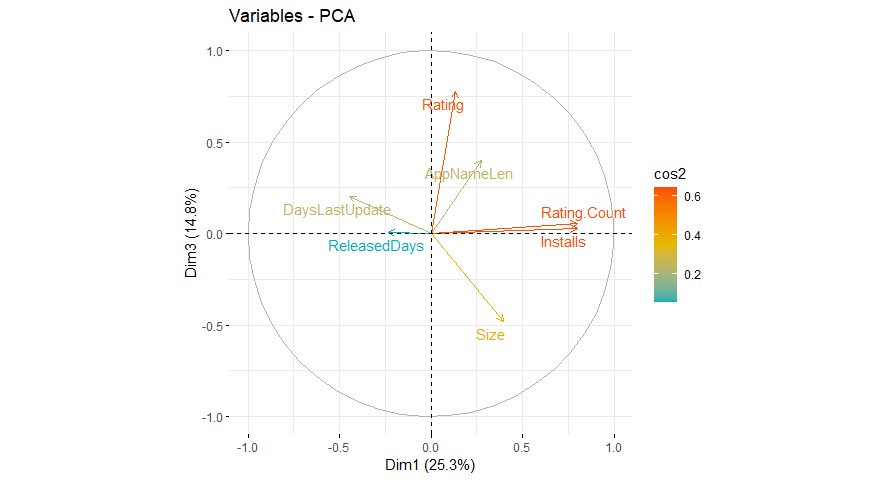 Variables - PCA
1.0
0.5
0.0
-0.5
-1.0
Dim3 (14.8%)
Rating
AppNameLen
DaysLastUpdate
Rating.Count
ReleasedDays
Installs
Size
-1.0
-0.5
0.0
0.5
1.0
Dim1 (25.3%)
cos2
0.6
0.4
0.2